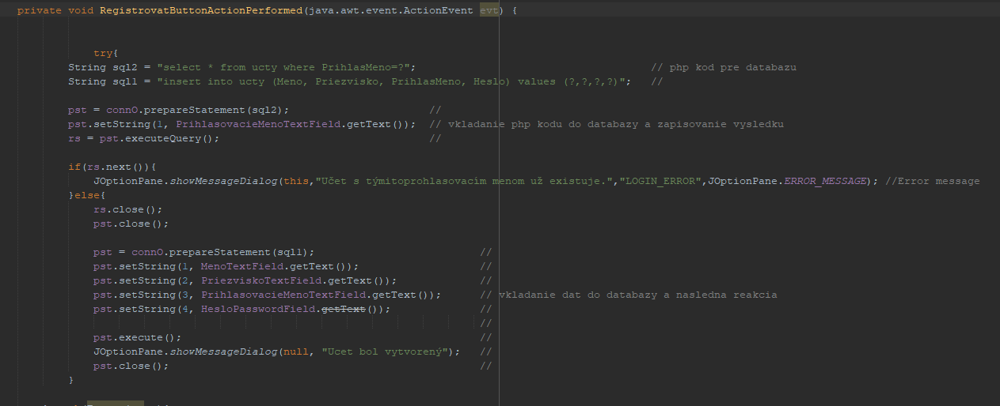 private void RegistrovatButtonActionPerformed(java.awt.event.ActionEvent evt) {
try{
String sql2 = "select * from ucty where PrihlasMeno=?"; // php kod pre databazu
String sql1 = "insert into ucty (Meno, Priezvisko, PrihlasMeno, Heslo) values (?,?,?,?)"; //
pst = connO.prepareStatement(sql2); //
pst.setString(1, PrihlasovacieMenoTextField.getText()); // vkladanie php kodu do databazy a zapisovanie vysledku
rs = pst.executeQuery(); //
if(rs.next()){
JOptionPane.showMessageDialog(this,"Učet s týmitoprohlasovacím menom už existuje.","LOGIN_ERROR",JOptionPane.ERROR_MESSAGE); //Error message
}else{
rs.close();
pst.close();
pst = connO.prepareStatement(sql1); //
pst.setString(1, MenoTextField.getText()); //
pst.setString(2, PriezviskoTextField.getText()); //
pst.setString(3, PrihlasovacieMenoTextField.getText()); // vkladanie dat do databazy a nasledna reakcia
pst.setString(4, HesloPasswordField.getText()); //
//
pst.execute(); //
JOptionPane.showMessageDialog(null, "Ucet bol vytvorený"); //
pst.close(); //
}